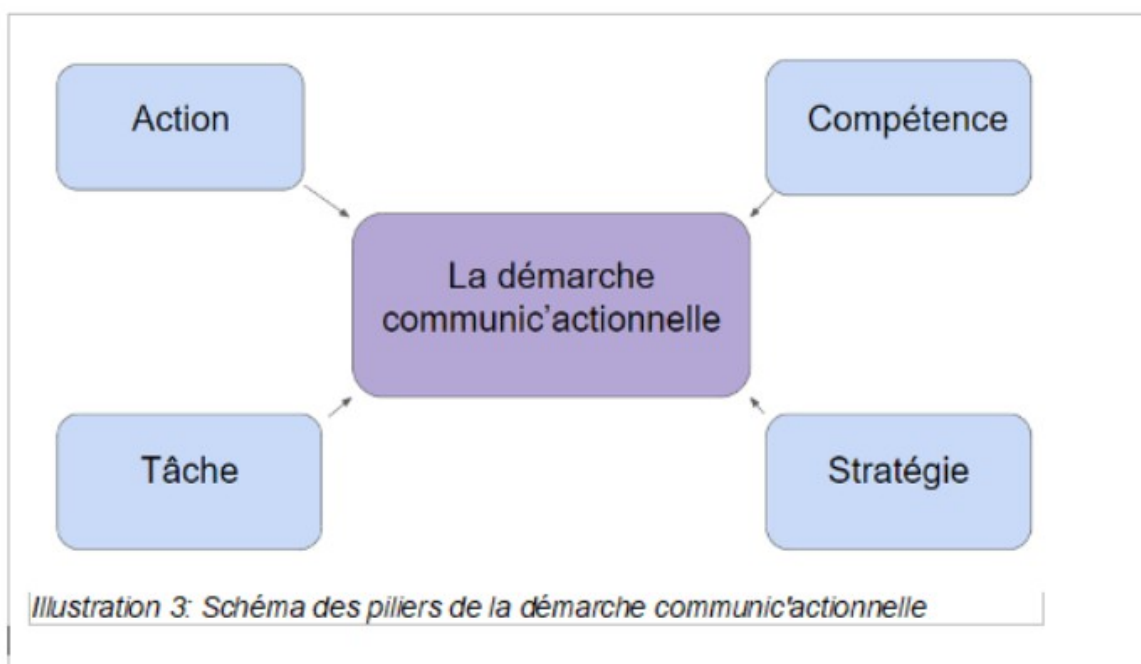 Action
Compétence
La démarche
communic’actionnelle
Tâche
Stratégie
Illustration 3: Schéma des piliers de la démarche communic'actionnelle